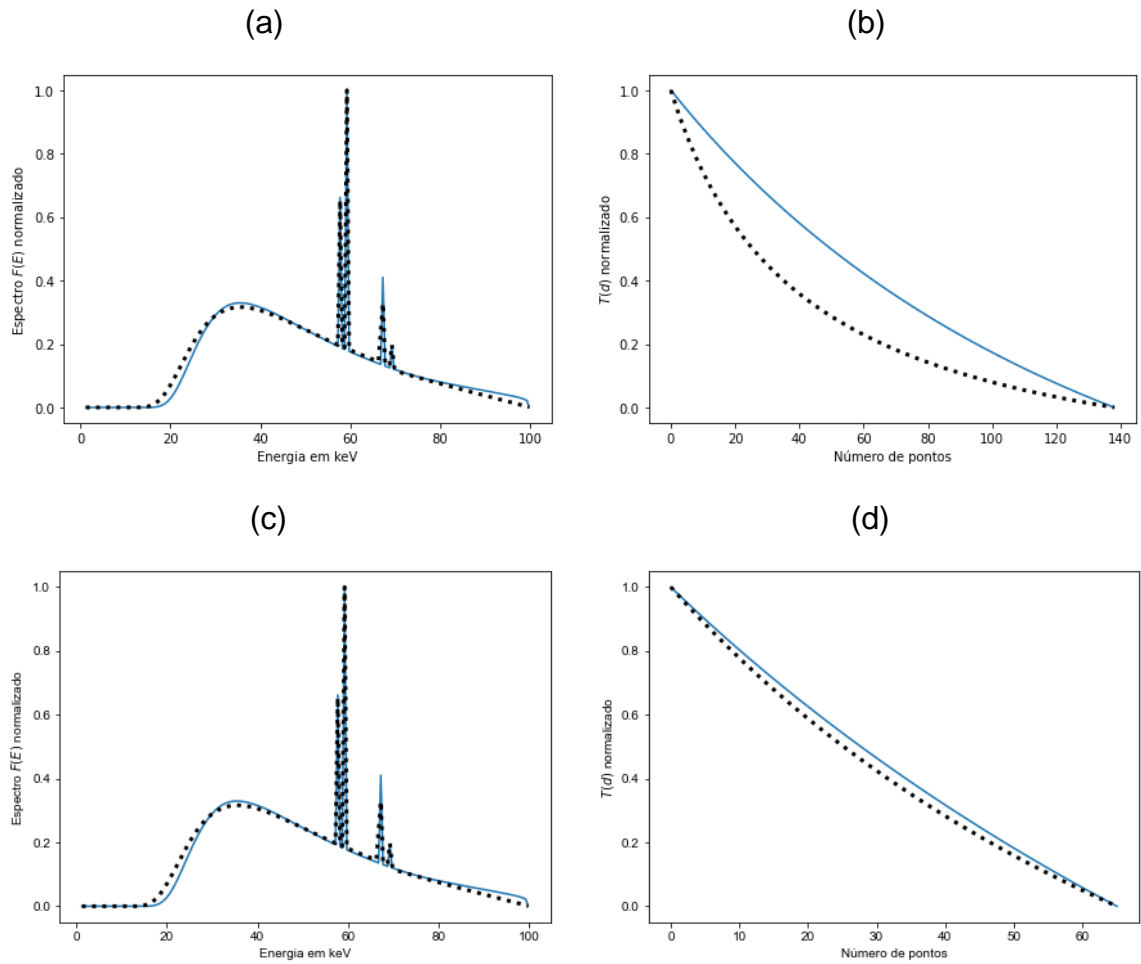 (a)
1.0
0.8
0.6
0.4
0.2
0.0
Espectro F(E) normalizado
0 20 40 60 80 100
Energia em keV
(b)
1.0
0.8
0.6
0.4
0.2
0.0
T(d) normalizado
0 20 40 60 80 100 120 140
Número de pontos
(c)
1.0
0.8
0.6
0.4
0.2
0.0
Espectro F(E) normalizado
0 20 40 60 80 100
Energia em keV
(d)
1.0
0.8
0.6
0.4
0.2
0.0
T(d) normalizado
0 10 20 30 40 50 60
Número de pontos